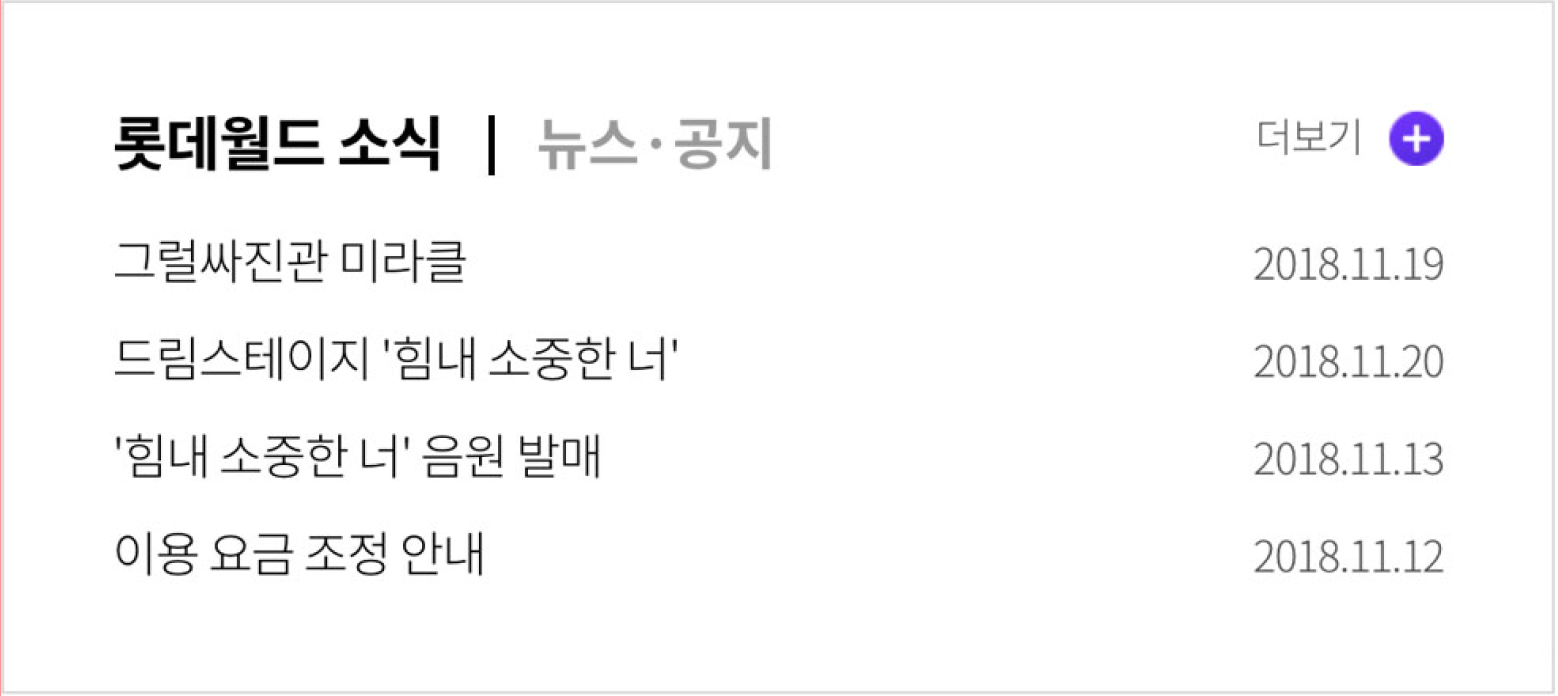 롯데월드 소식 | 뉴스·공지 더보기 +
그럴싸진관 미라클 2018.11.19
드림스테이지 '힘내 소중한 너' 2018.11.20
'힘내 소중한 너' 음원 발매 2018.11.13
이용 요금 조정 안내 2018.11.12